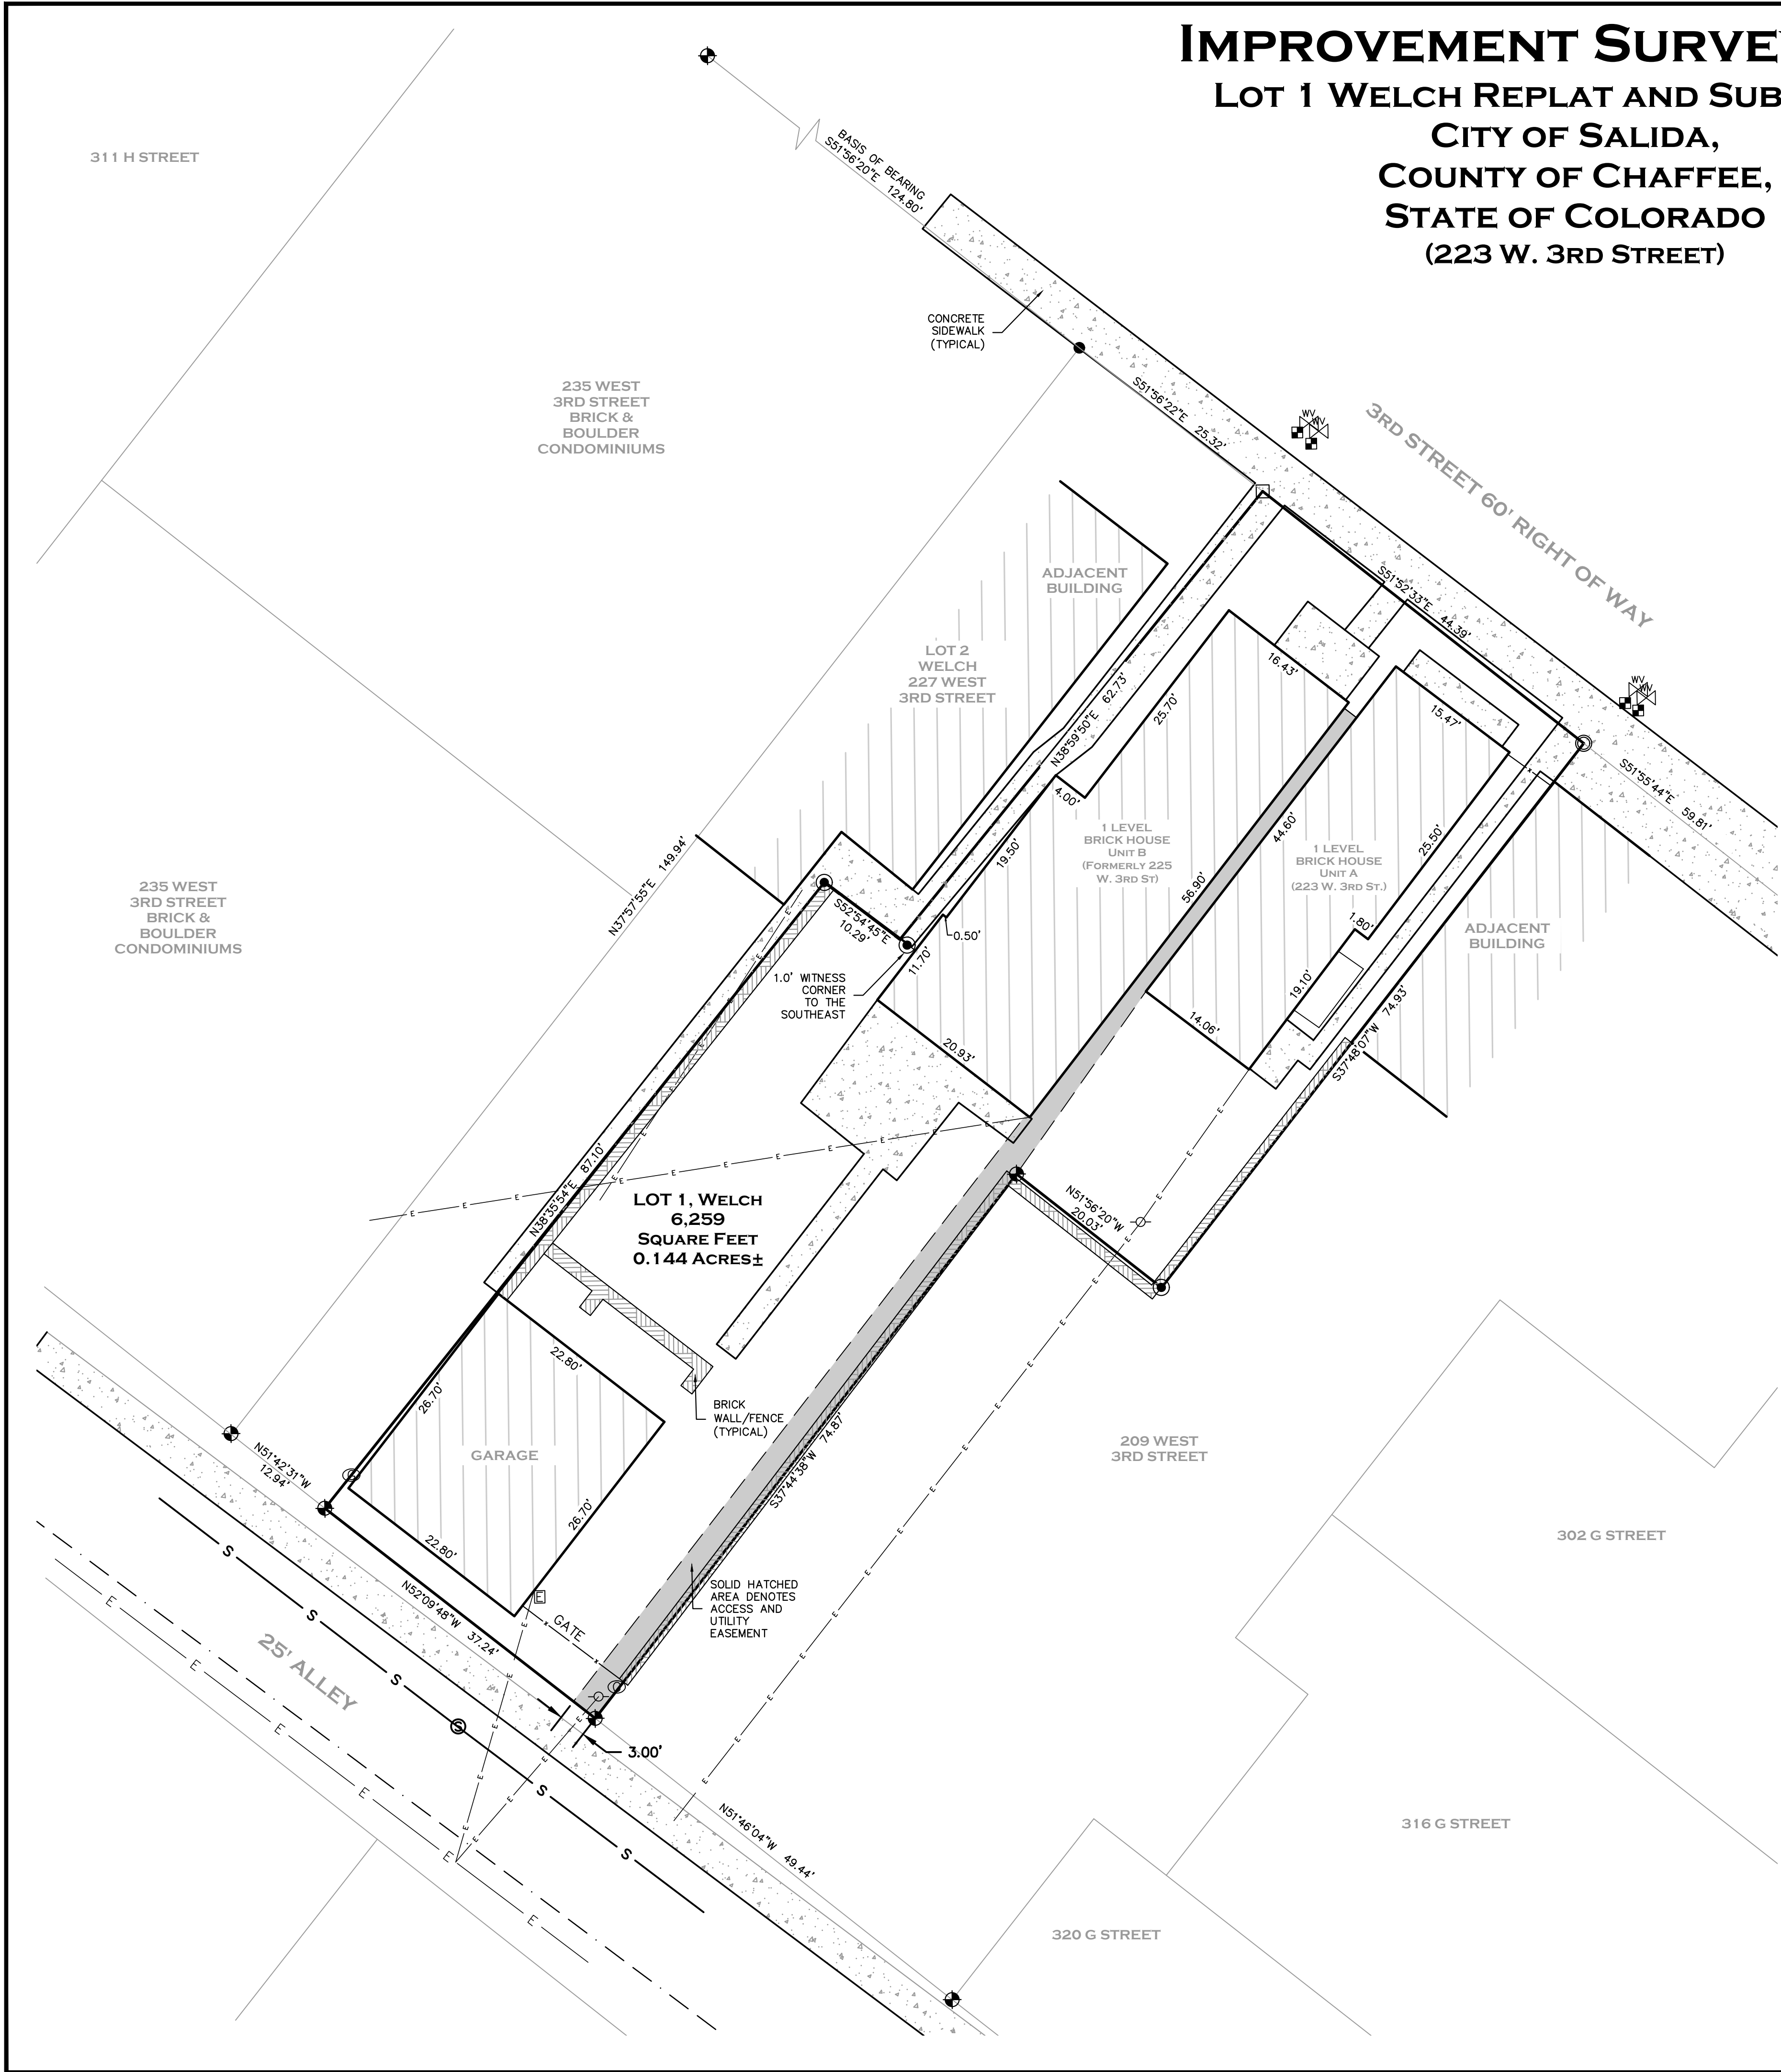 IMPROVEMENT SURVE
LOT 1 WELCH REPLAT AND SUB
CITY OF SALIDA,
COUNTY OF CHAFFEE,
STATE OF COLORADO
(223 W. 3RD STREET)
311 H STREET
BASIS OF BEARING
S51°56'20"E 124.80'
CONCRETE
SIDEWALK
(TYPICAL)
235 WEST
3RD STREET
BRICK &
BOULDER
CONDOMINIUMS
S51°56'22"E 25.32'
WV
WV
3RD STREET 60' RIGHT OF WAY
ADJACENT
BUILDING
S51°52'33"E 44.39'
LOT 2
WELCH
227 WEST
3RD STREET
16.43'
N38°59'50"E 62.73'
25.70'
15.47'
WV
WV
S51°55'44"E 59.81'
4.00'
1 LEVEL
BRICK HOUSE
UNIT B
(FORMERLY 225
W. 3RD ST)
44.60'
1 LEVEL
BRICK HOUSE
UNIT A
(223 W. 3RD ST.)
25.50'
19.50'
56.90'
N37°57'55"E 149.94'
235 WEST
3RD STREET
BRICK &
BOULDER
CONDOMINIUMS
S52°54'45"E
10.29'
0.50'
1.80'
ADJACENT
BUILDING
11.70'
1.0' WITNESS
CORNER
TO THE
SOUTHEAST
19.10'
14.06'
20.93'
S37°48'07"W 74.93'
N38°35'54"E 87.10'
LOT 1, WELCH
6,259
SQUARE FEET
0.144 ACRES±
N51°56'20"W
20.03'
22.80'
26.70'
BRICK
WALL/FENCE
(TYPICAL)
S37°44'38"W 74.87'
GARAGE
209 WEST
3RD STREET
N51°42'31"W
12.94'
26.70'
22.80'
302 G STREET
N52°09'48"W 37.24'
E
GATE
SOLID HATCHED
AREA DENOTES
ACCESS AND
UTILITY
EASEMENT
25' ALLEY
S
S
S
S
S
S
E
E
E
E
E
3.00'
N51°46'04"W 49.44'
316 G STREET
320 G STREET